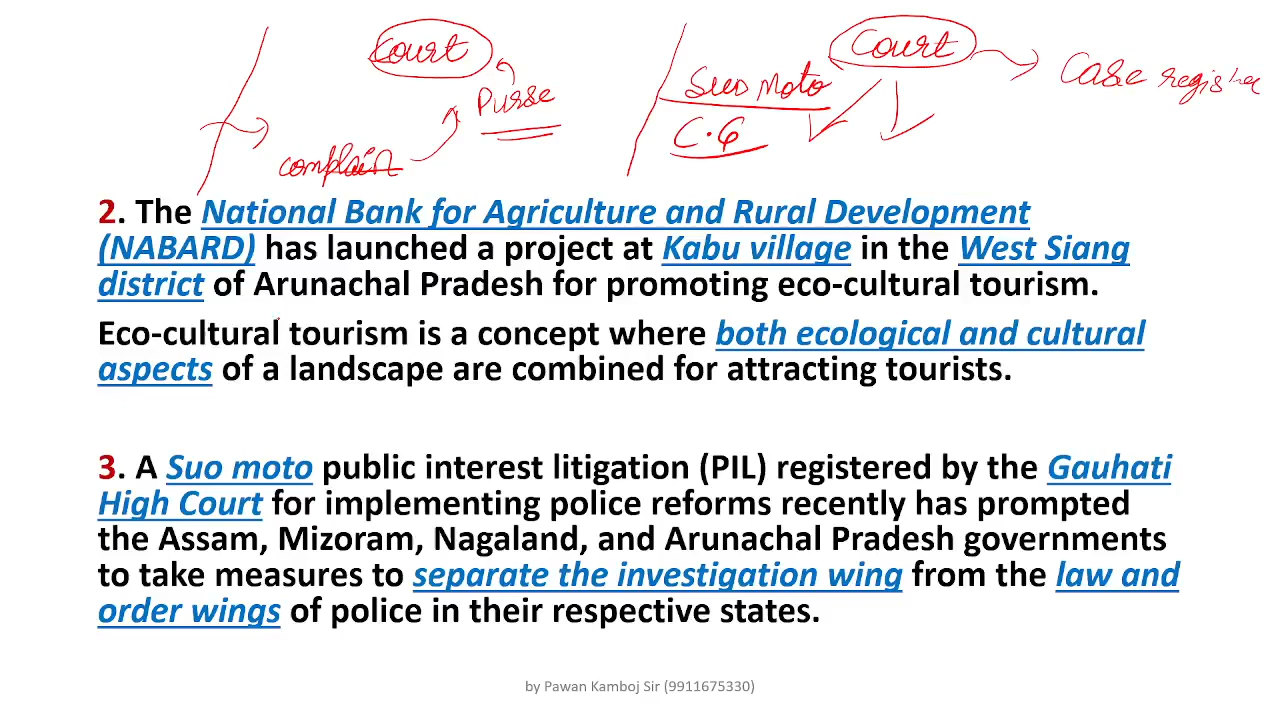 Court
Purse
complain
Suo Moto
C.G
Court
Case register
2. The National Bank for Agriculture and Rural Development
(NABARD) has launched a project at Kabu village in the West Siang
district of Arunachal Pradesh for promoting eco-cultural tourism.
Eco-cultural tourism is a concept where both ecological and cultural
aspects of a landscape are combined for attracting tourists.
3. A Suo moto public interest litigation (PIL) registered by the Gauhati
High Court for implementing police reforms recently has prompted
the Assam, Mizoram, Nagaland, and Arunachal Pradesh governments
to take measures to separate the investigation wing from the law and
order wings of police in their respective states.
by Pawan Kamboj Sir (9911675330)